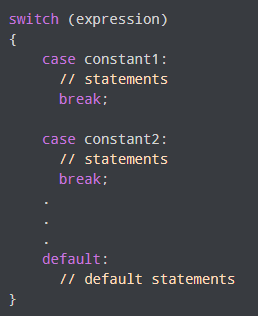 switch (expression)
{
    case constant1:
      // statements
      break;

    case constant2:
      // statements
      break;
    .
    .
    .
    default:
      // default statements
}